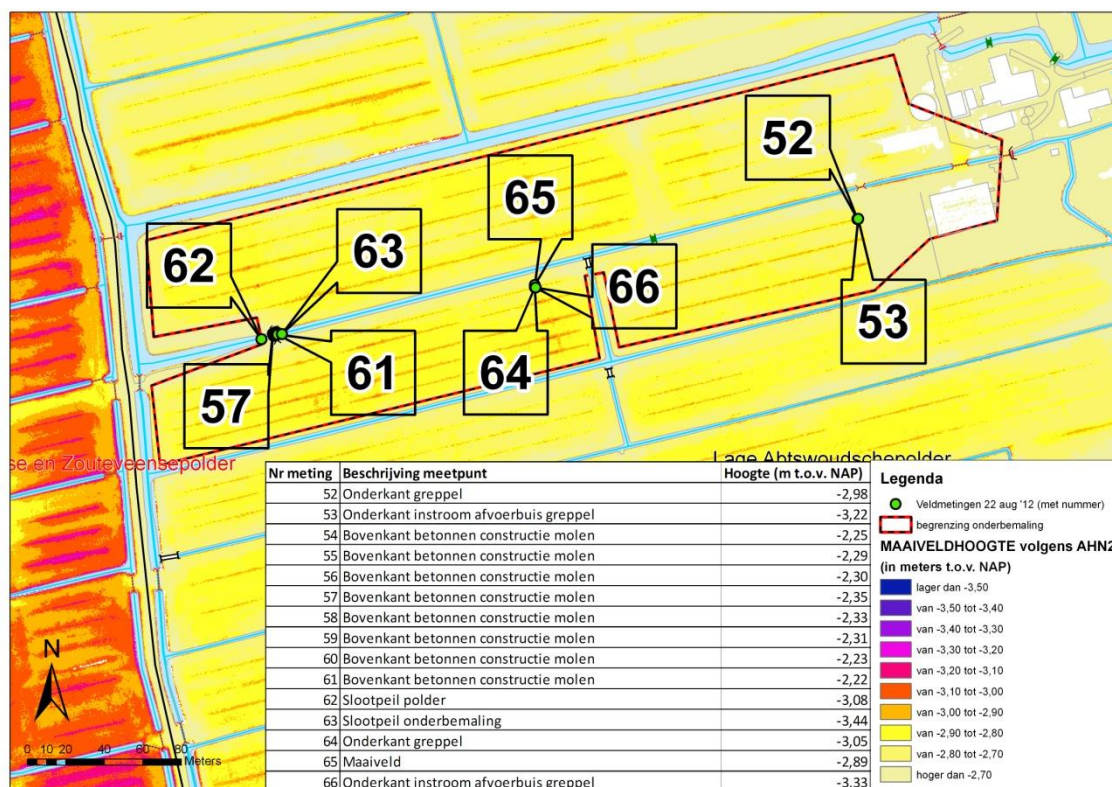 52
65
62
63
66
53
57
61
64
se en Zouteveensepolder
Lage Abtswoudschepolder
N
0 10 20 40 60 80
Meters
Nr meting Beschrijving meetpunt Hoogte (m t.o.v. NAP)
52 Onderkant greppel -2,98
53 Onderkant instroom afvoerbuis greppel -3,22
54 Bovenkant betonnen constructie molen -2,25
55 Bovenkant betonnen constructie molen -2,29
56 Bovenkant betonnen constructie molen -2,30
57 Bovenkant betonnen constructie molen -2,35
58 Bovenkant betonnen constructie molen -2,33
59 Bovenkant betonnen constructie molen -2,31
60 Bovenkant betonnen constructie molen -2,23
61 Bovenkant betonnen constructie molen -2,22
62 Slootpeil polder -3,08
63 Slootpeil onderbemaling -3,44
64 Onderkant greppel -3,05
65 Maaiveld -2,89
66 Onderkant instroom afvoerbuis greppel -3,33
Legenda
Veldmetingen 22 aug '12 (met nummer)
begrenzing onderbemaling
MAAIVELDHOOGTE volgens AHN2
(in meters t.o.v. NAP)
lager dan -3,50
van -3,50 tot -3,40
van -3,40 tot -3,30
van -3,30 tot -3,20
van -3,20 tot -3,10
van -3,10 tot -3,00
van -3,00 tot -2,90
van -2,90 tot -2,80
van -2,80 tot -2,70
hoger dan -2,70